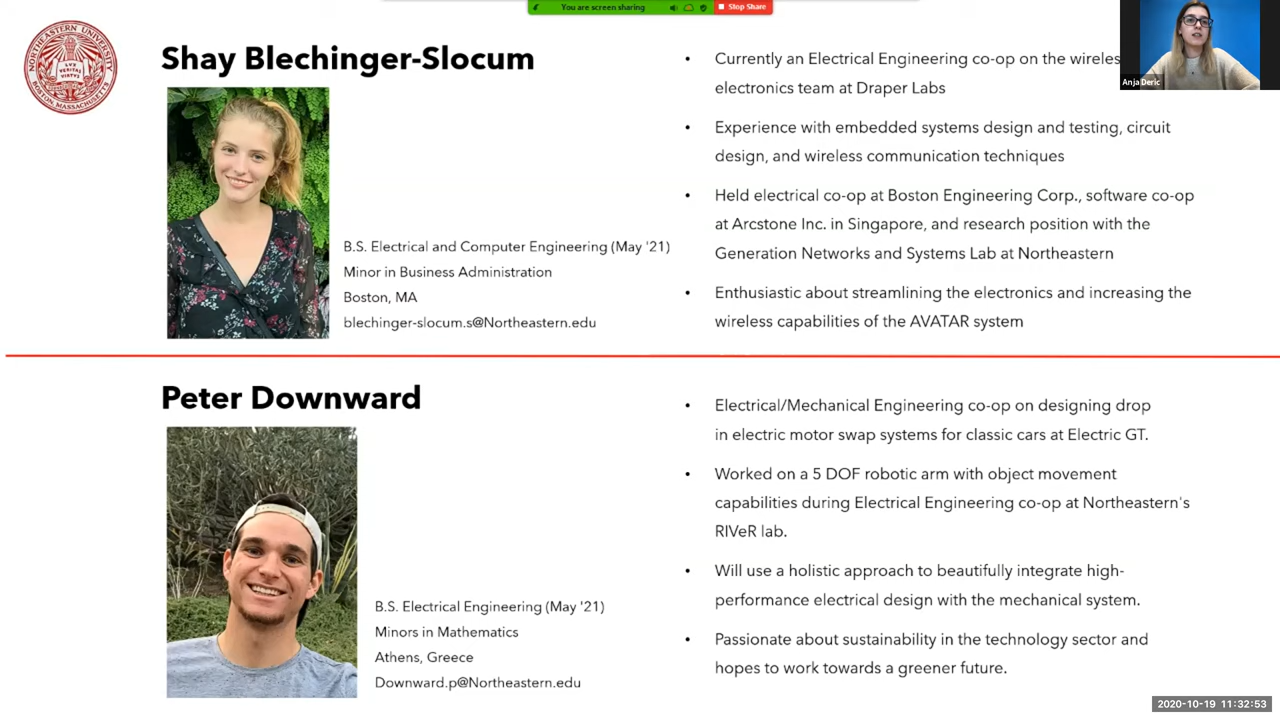 You are screen sharing
Stop Share
NORTHEASTERN UNIVERSITY
LUX
VERITAS
VIRTVS
BOSTON, MASSACHUSETTS
Anja Deric
Shay Blechinger-Slocum
B.S. Electrical and Computer Engineering (May '21)
Minor in Business Administration
Boston, MA
blechinger-slocum.s@Northeastern.edu
• Currently an Electrical Engineering co-op on the wireles
electronics team at Draper Labs
• Experience with embedded systems design and testing, circuit
design, and wireless communication techniques
• Held electrical co-op at Boston Engineering Corp., software co-op
at Arcstone Inc. in Singapore, and research position with the
Generation Networks and Systems Lab at Northeastern
• Enthusiastic about streamlining the electronics and increasing the
wireless capabilities of the AVATAR system
Peter Downward
B.S. Electrical Engineering (May '21)
Minors in Mathematics
Athens, Greece
Downward.p@Northeastern.edu
• Electrical/Mechanical Engineering co-op on designing drop
in electric motor swap systems for classic cars at Electric GT.
• Worked on a 5 DOF robotic arm with object movement
capabilities during Electrical Engineering co-op at Northeastern's
RIVeR lab.
• Will use a holistic approach to beautifully integrate high-
performance electrical design with the mechanical system.
• Passionate about sustainability in the technology sector and
hopes to work towards a greener future.
2020-10-19 11:32:53